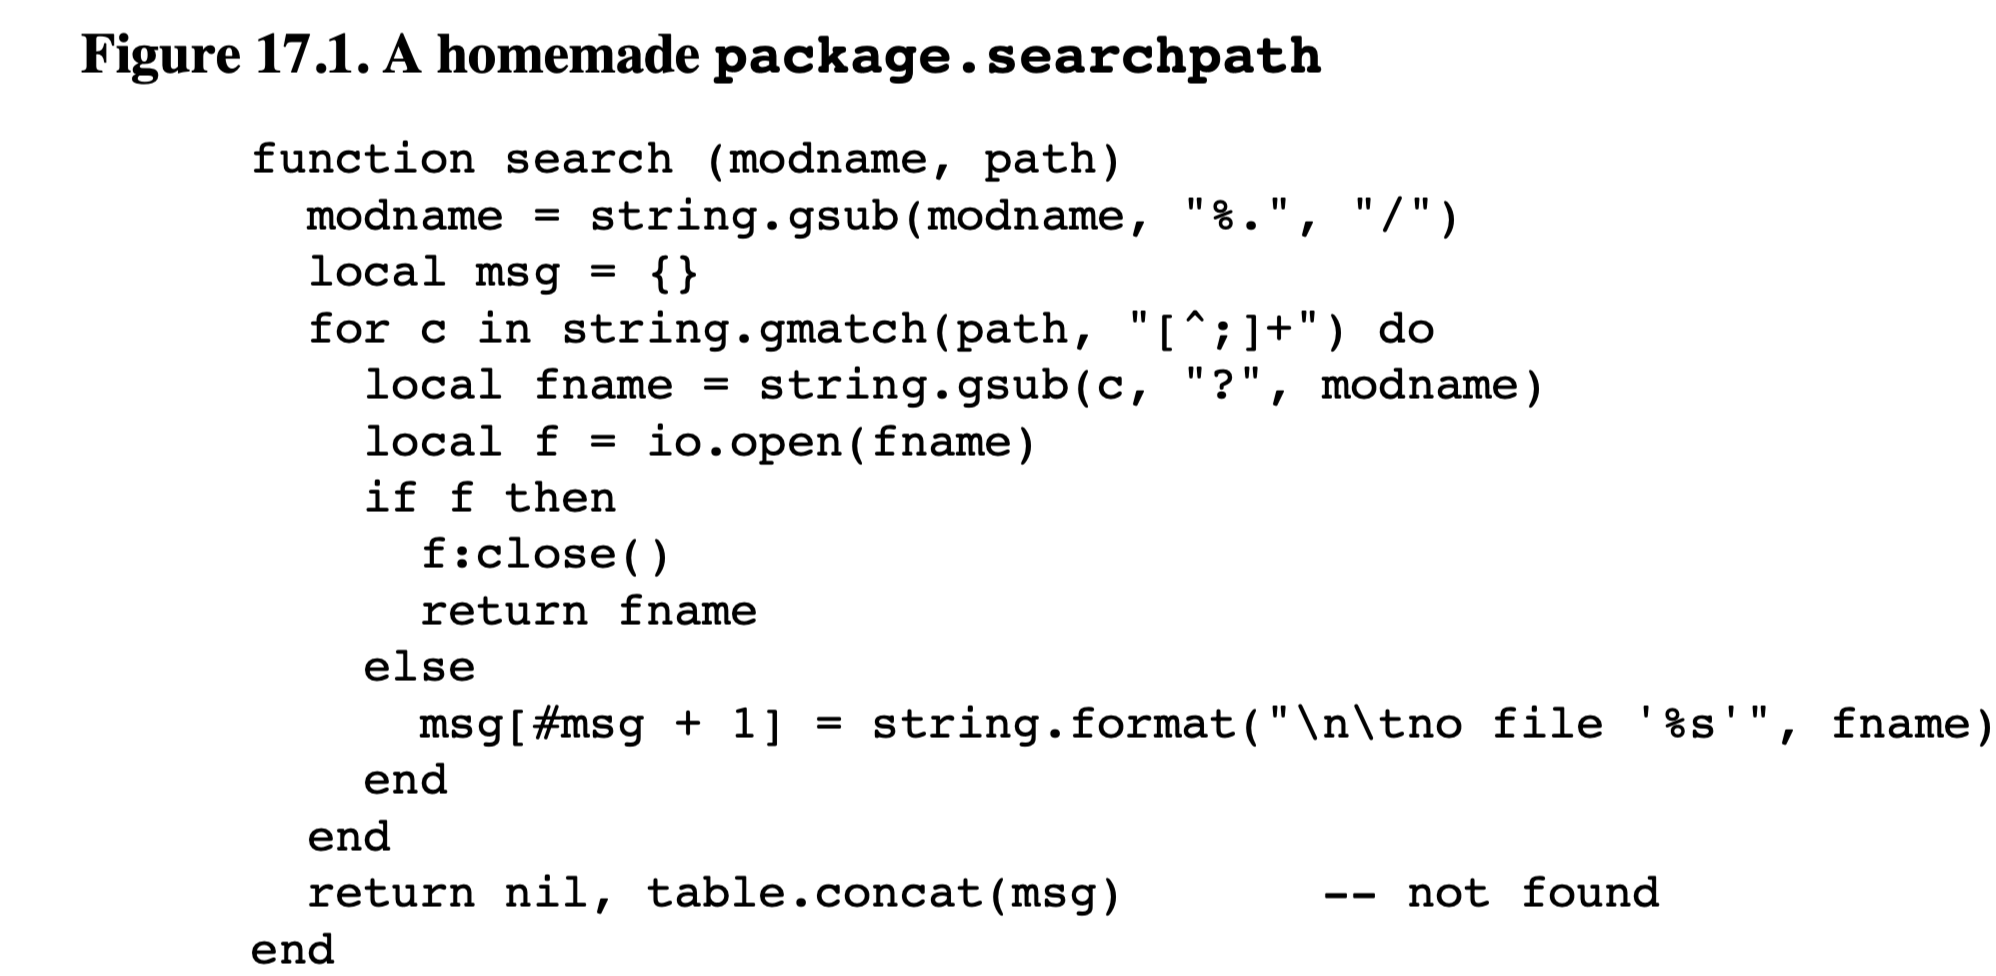 Figure 17.1. A homemade package.searchpath
function search (modname, path)
  modname = string.gsub(modname, "%.", "/")
  local msg = {}
  for c in string.gmatch(path, "[^;]+") do
    local fname = string.gsub(c, "?", modname)
    local f = io.open(fname)
    if f then
      f:close()
      return fname
    else
      msg[#msg + 1] = string.format("\n\tno file '%s'", fname)
    end
  end
  return nil, table.concat(msg)       -- not found
end